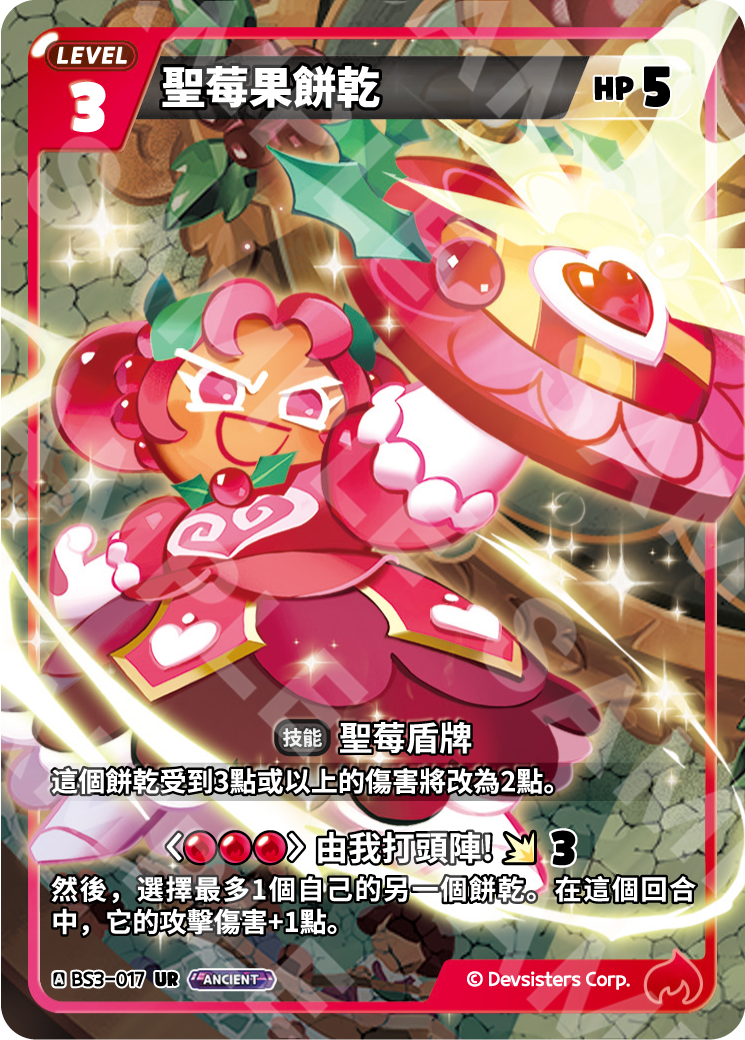 LEVEL
3
聖莓果餅乾
HP 5
SAMPLE
技能 聖莓盾牌
這個餅乾受到3點或以上的傷害將改為2點。
〈〉由我打頭陣! 3
然後，選擇最多1個自己的另一個餅乾。在這個回合
中，它的攻擊傷害+1點。
A BS3-017 UR ANCIENT
© Devsisters Corp.